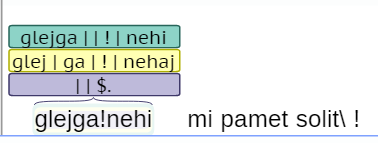 glejga | | ! | nehi
glej | ga | ! | nehaj
| | $.
glejga!nehi mi pamet solit\ !